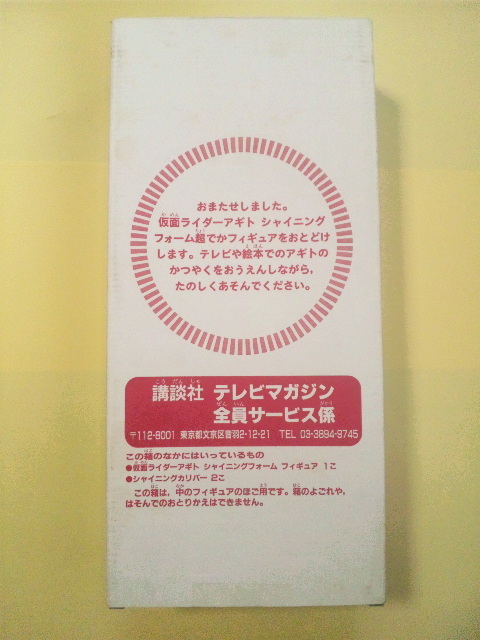 おまたせしました。
仮面ライダーアギト シャイニング
フォーム超でかフィギュアをおとどけ
します。テレビや絵本でのアギトの
かつやくをおうえんしながら、
たのしくあそんでください。
講談社 テレビマガジン
全員サービス係
〒112-8001 東京都文京区音羽2-12-21 TEL 03-3894-9745
この箱のなかにはいっているもの
●仮面ライダーアギト シャイニングフォーム フィギュア 1こ
●シャイニングカリバー 2こ
この箱は、中のフィギュアのほご用です。箱のよごれや、
はそんでのおとりかえはできません。